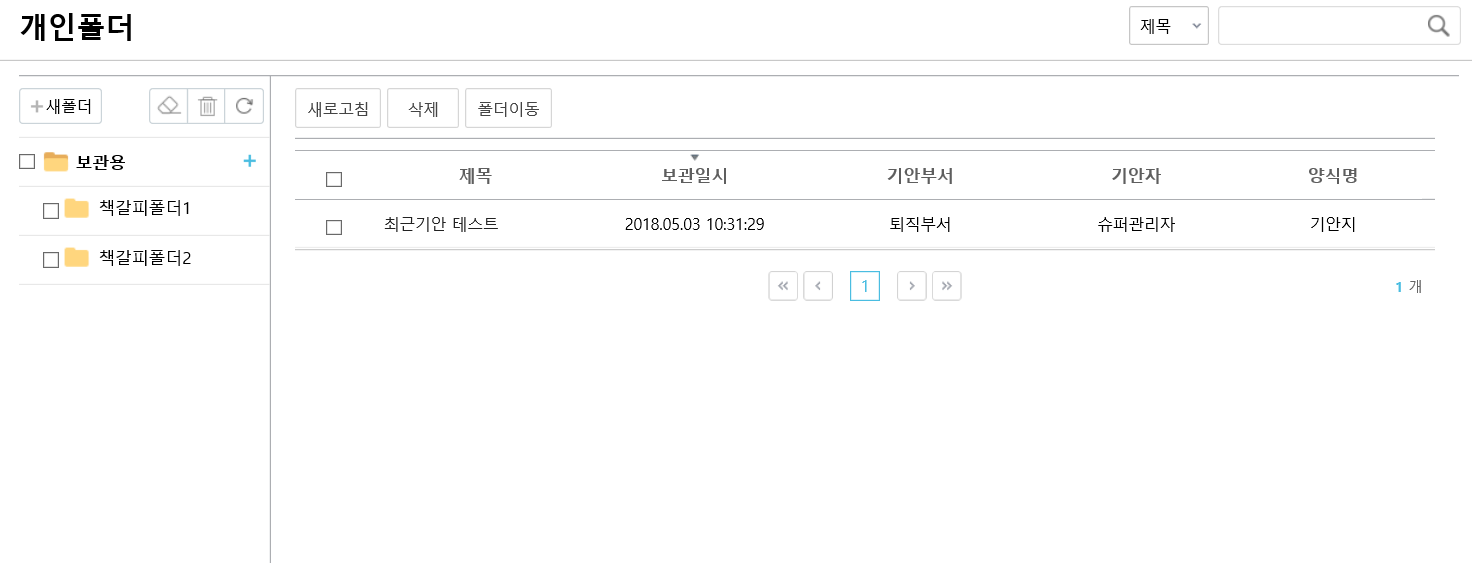 개인폴더
제목
새폴더
보관용
책갈피폴더1
책갈피폴더2
새로고침 삭제 폴더이동
제목 보관일시 기안부서 기안자 양식명
최근기안 테스트 2018.05.03 10:31:29 퇴직부서 슈퍼관리자 기안지
1
1 개